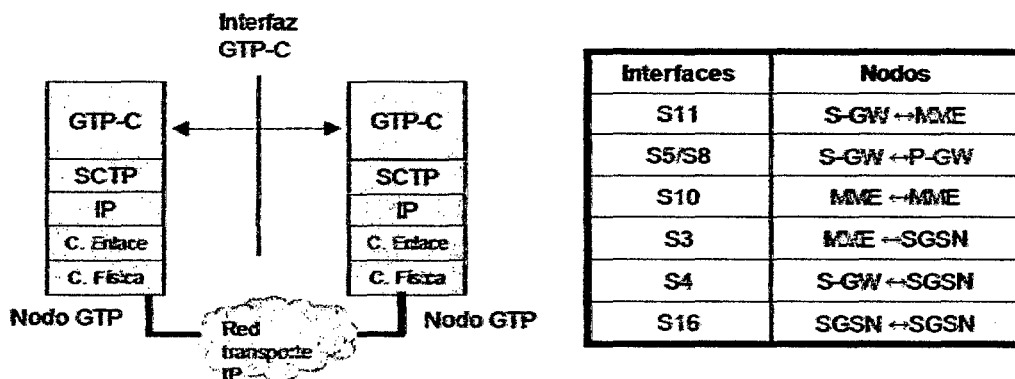 Interfaz
GTP-C
GTP-C
SCTP
IP
C. Enlace
C. Física
Nodo GTP
GTP-C
SCTP
IP
C. Enlace
C. Física
Nodo GTP
Red
transporte
IP
Interfaces Nodos
S11 S-GW ↔MME
S5/S8 S-GW ↔P-GW
S10 MME ↔MME
S3 MME ↔SGSN
S4 S-GW ↔SGSN
S16 SGSN ↔SGSN